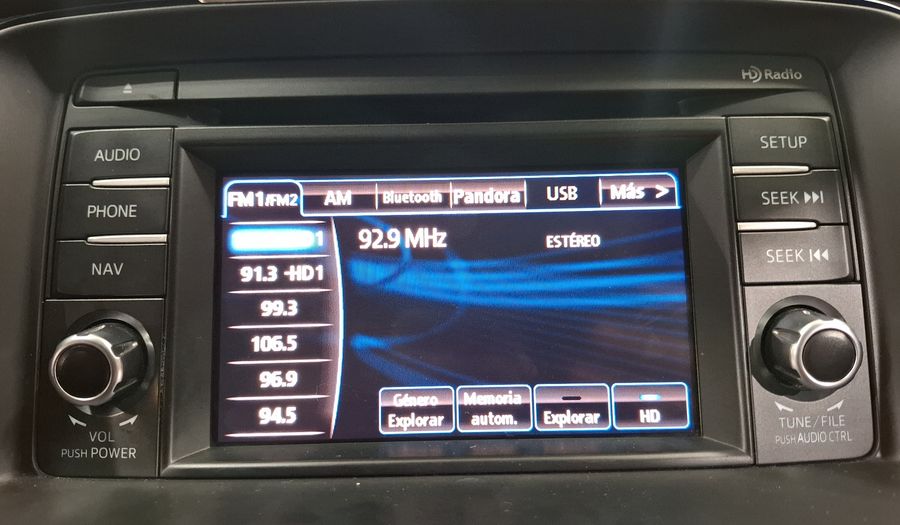 HD Radio
AUDIO
PHONE
NAV
VOL
PUSH POWER
FM1/FM2 AM Bluetooth Pandora USB Más >
1
91.3 -HD1
99.3
106.5
96.9
94.5
92.9 MHz ESTÉREO
Género Explorar
Memoria autom.
Explorar
HD
SETUP
SEEK
SEEK
TUNE/FILE
PUSH AUDIO CTRL